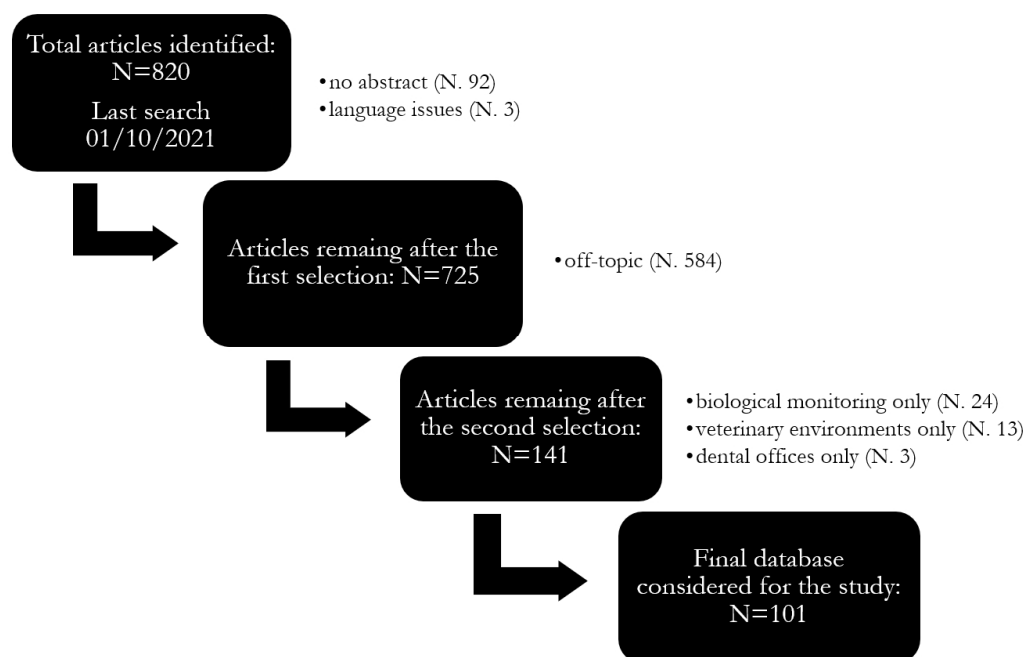 Total articles identified:
N=820
Last search
01/10/2021
•no abstract (N. 92)
•language issues (N. 3)
Articles remaing after the
first selection: N=725
•off-topic (N. 584)
Articles remaing after
the second selection:
N=141
•biological monitoring only (N. 24)
•veterinary environments only (N. 13)
•dental offices only (N. 3)
Final database
considered for the study:
N=101